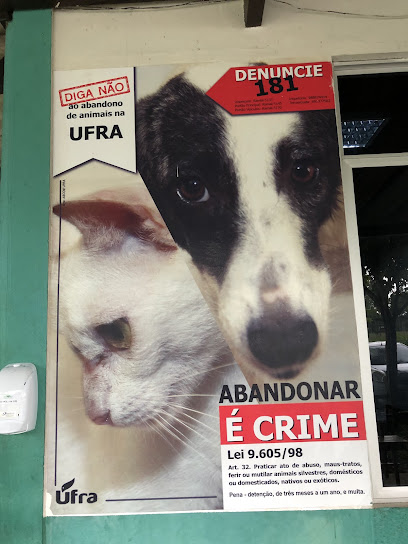 DIGA NÃO
ao abandono
de animais na
UFRA
DENUNCIE
181
ABANDONAR
É CRIME
Lei 9.605/98
Art. 32. Praticar ato de abuso, maus-tratos,
ferir ou mutilar animais silvestres, domésticos
ou domesticados, nativos ou exóticos.
Pena - detenção, de três meses a um ano, e multa.
Ufra